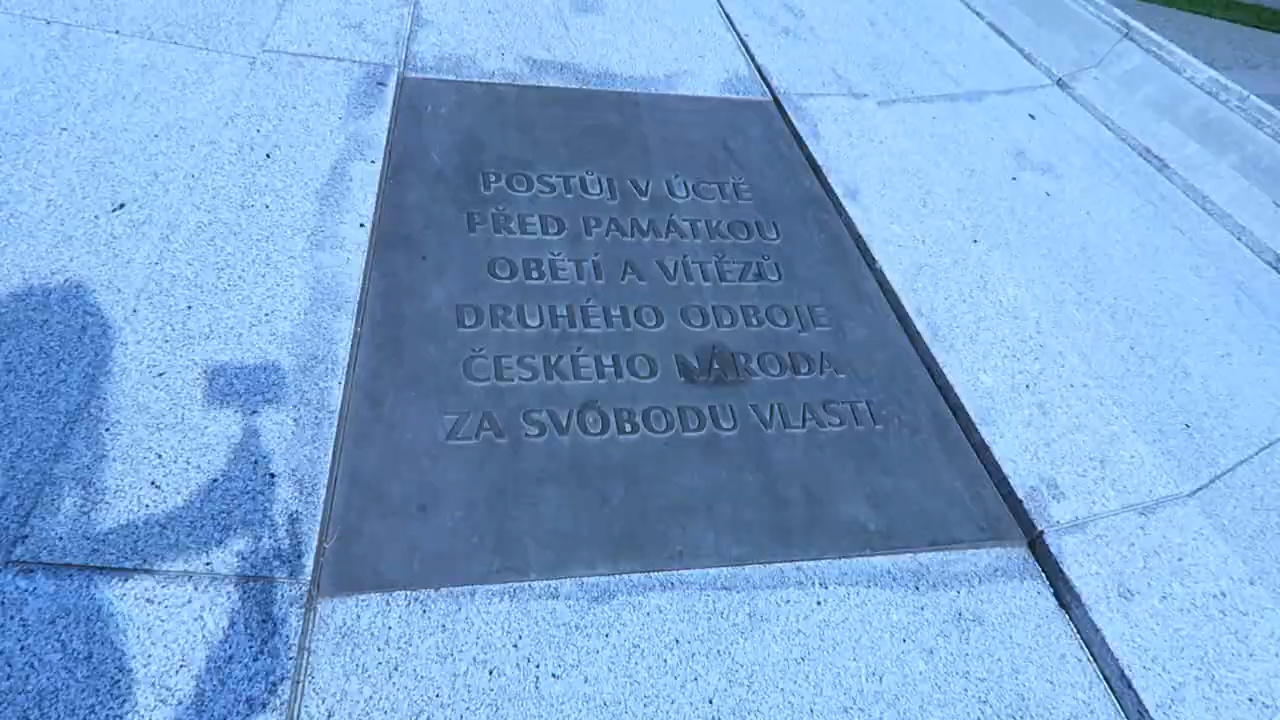 POSTŮJ V ÚCTĚ
PŘED PAMÁTKOU
OBĚTÍ A VÍTĚZŮ
DRUHÉHO ODBOJE
ČESKÉHO NÁRODA
ZA SVOBODU VLASTI